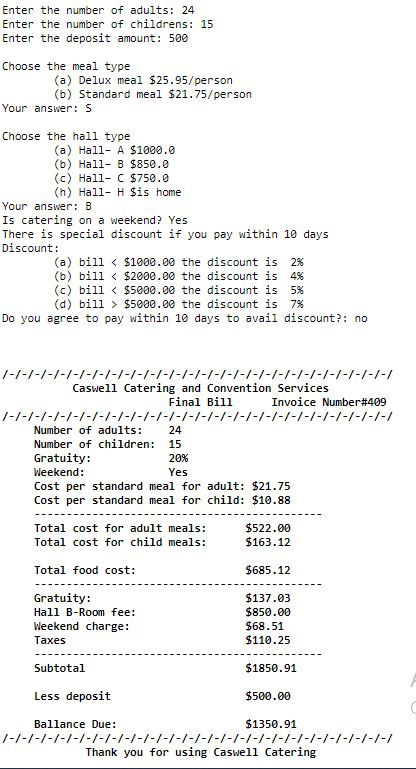 Enter the number of adults: 24
Enter the number of childrens: 15
Enter the deposit amount: 500
Choose the meal type
(a) Delux meal $25.95/person
(b) Standard meal $21.75/person
Your answer: S
Choose the hall type
(a) Hall- A $1000.0
(b) Hall- B $850.0
(c) Hall- C $750.0
(h) Hall- H $is home
Your answer: B
Is catering on a weekend? Yes
There is special discount if you pay within 10 days
Discount:
(a) bill < $1000.00 the discount is 2%
(b) bill < $2000.00 the discount is 4%
(c) bill < $5000.00 the discount is 5%
(d) bill > $5000.00 the discount is 7%
Do you agree to pay within 10 days to avail discount?: no
/-/-/-/-/-/-/-/-/-/-/-/-/-/-/-/-/-/-/-/-/-/-/-/-/-/-/-/-/-/-/
Caswell Catering and Convention Services
Final Bill Invoice Number#409
/-/-/-/-/-/-/-/-/-/-/-/-/-/-/-/-/-/-/-/-/-/-/-/-/-/-/-/-/-/-/
Number of adults: 24
Number of children: 15
Gratuity: 20%
Weekend: Yes
Cost per standard meal for adult: $21.75
Cost per standard meal for child: $10.88
---------------------------------------------
Total cost for adult meals: $522.00
Total cost for child meals: $163.12
Total food cost: $685.12
---------------------------------------------
Gratuity: $137.03
Hall B-Room fee: $850.00
Weekend charge: $68.51
Taxes $110.25
---------------------------------------------
Subtotal $1850.91
Less deposit $500.00
Ballance Due: $1350.91
/-/-/-/-/-/-/-/-/-/-/-/-/-/-/-/-/-/-/-/-/-/-/-/-/-/-/-/-/-/-/
Thank you for using Caswell Catering